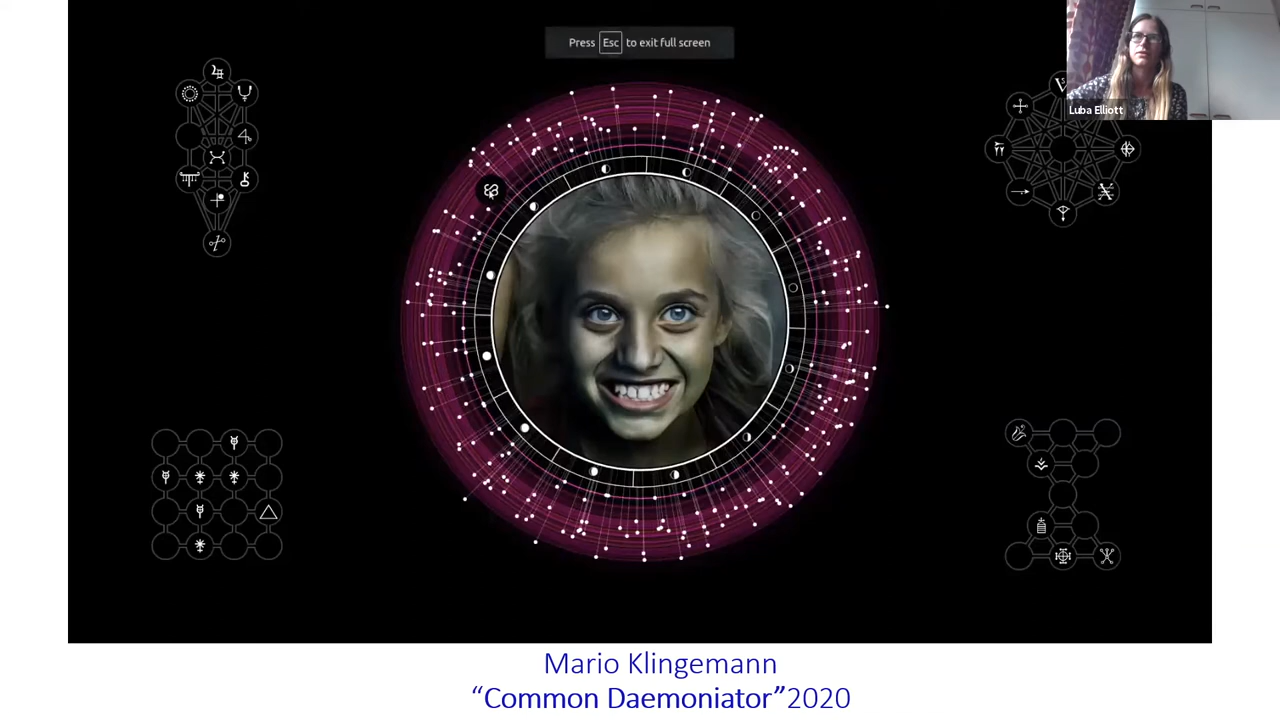 Press Esc to exit full screen
Luba Elliott
Mario Klingemann
“Common Daemoniator”2020